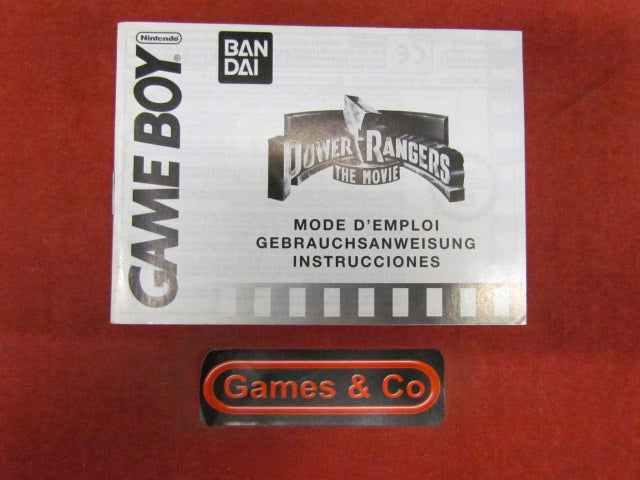 Nintendo
GAME BOY
BAN
DAI
POWER RANGERS
THE MOVIE
MODE D'EMPLOI
GEBRAUCHSANWEISUNG
INSTRUCCIONES
Games & Co